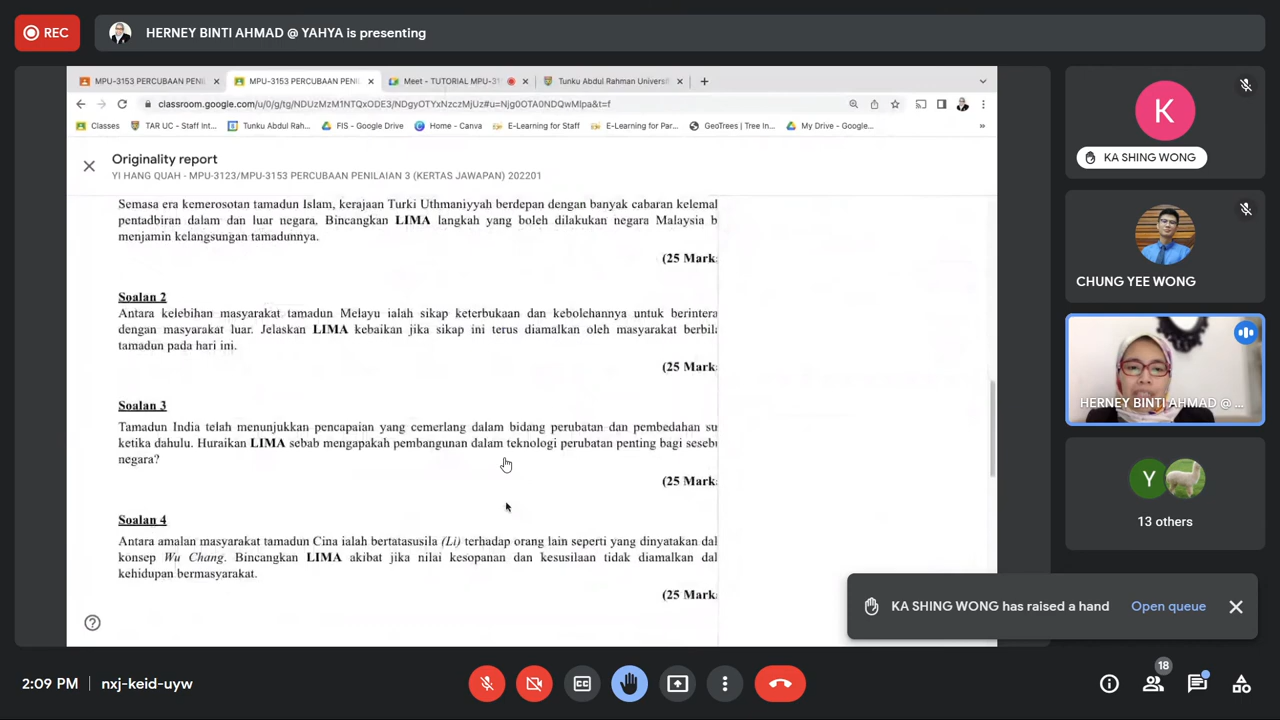 REC
HERNEY BINTI AHMAD @ YAHYA is presenting
MPU-3153 PERCUBAAN PENIL
MPU-3153 PERCUBAAN PENIL
Meet - TUTORIAL MPU-31
Tunku Abdul Rahman Universi
classroom.google.com/u/0/g/tg/NDUzMzM1NTQxODE3/NDgyOTYxNzczMjUz#u=Njg0OTA0NDQwMlpa&t=f
Classes
TAR UC - Staff Int...
Tunku Abdul Rah...
FIS - Google Drive
Home - Canva
E-Learning for Staff
E-Learning for Par...
GeoTrees | Tree In...
My Drive - Google...
»
Originality report
YI HANG QUAH - MPU-3123/MPU-3153 PERCUBAAN PENILAIAN 3 (KERTAS JAWAPAN) 202201
Semasa era kemerosotan tamadun Islam, kerajaan Turki Uthmaniyyah berdepan dengan banyak cabaran kelemah
pentadbiran dalam dan luar negara. Bincangkan LIMA langkah yang boleh dilakukan negara Malaysia b
menjamin kelangsungan tamadunnya.
(25 Mark
Soalan 2
Antara kelebihan masyarakat tamadun Melayu ialah sikap keterbukaan dan kebolehannya untuk berintera
dengan masyarakat luar. Jelaskan LIMA kebaikan jika sikap ini terus diamalkan oleh masyarakat berbila
tamadun pada hari ini.
(25 Mark
Soalan 3
Tamadun India telah menunjukkan pencapaian yang cemerlang dalam bidang perubatan dan pembedahan su
ketika dahulu. Huraikan LIMA sebab mengapakah pembangunan dalam teknologi perubatan penting bagi sesebu
negara?
(25 Mark
Soalan 4
Antara amalan masyarakat tamadun Cina ialah bertatasusila (Li) terhadap orang lain seperti yang dinyatakan dal
konsep Wu Chang. Bincangkan LIMA akibat jika nilai kesopanan dan kesusilaan tidak diamalkan dal
kehidupan bermasyarakat.
(25 Mark
K
KA SHING WONG
CHUNG YEE WONG
HERNEY BINTI AHMAD @ ...
Y
13 others
KA SHING WONG has raised a hand
Open queue
2:09 PM | nxj-keid-uyw
CC
18